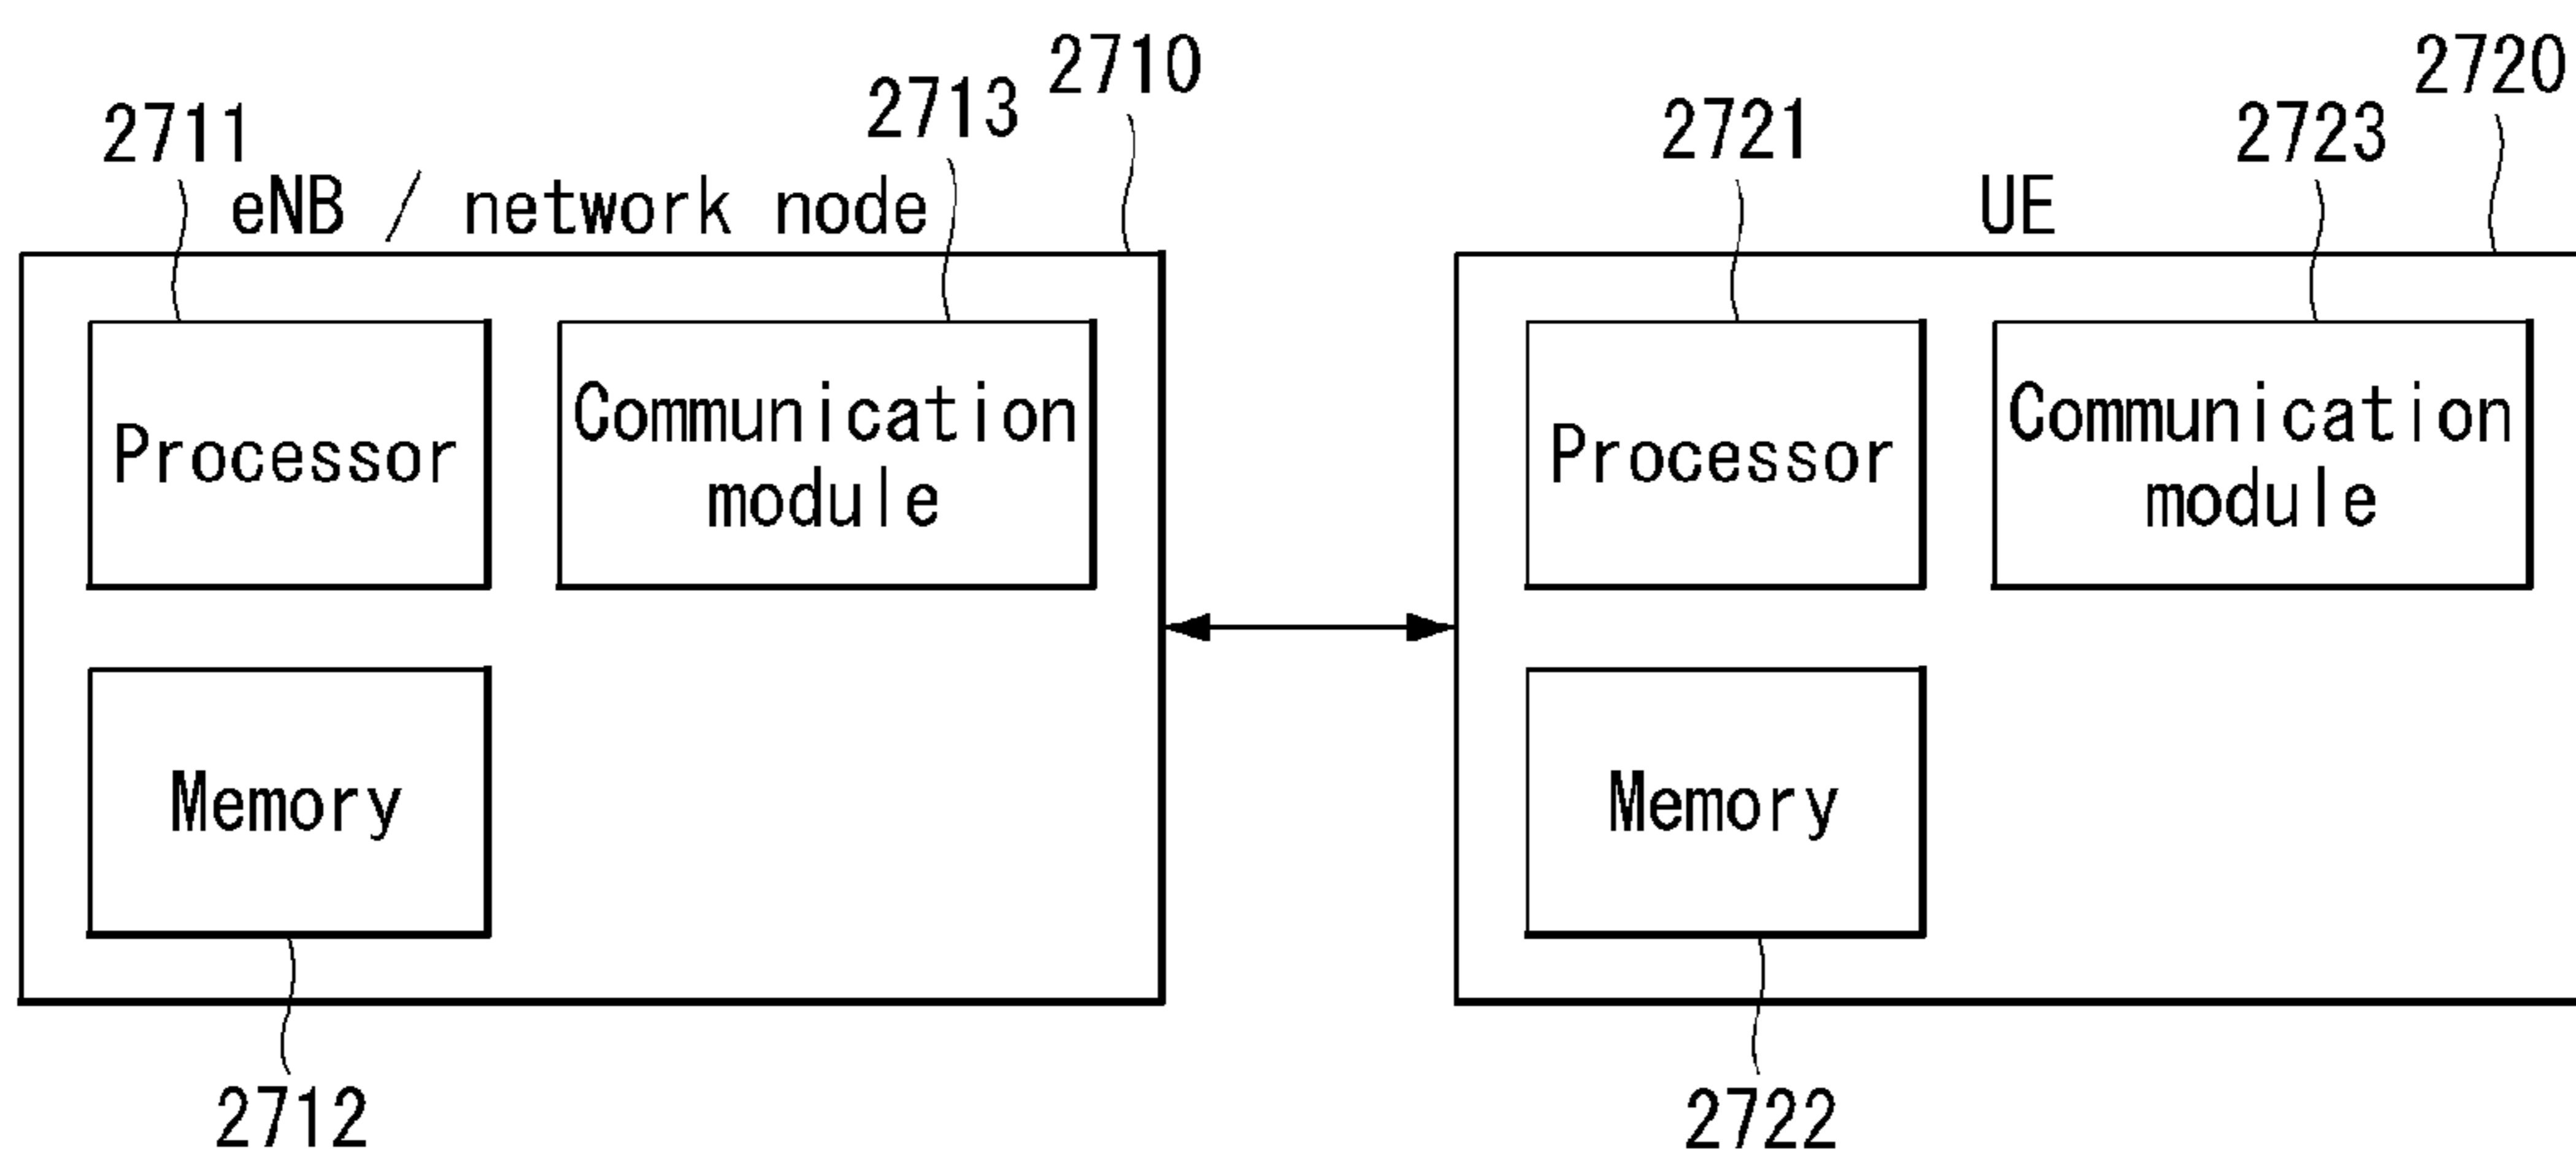 2710
2720
2713
2711
2721
2723
eNB / network node
UE
Processor
Communication
module
Processor
Communication
module
Memory
Memory
2712
2722